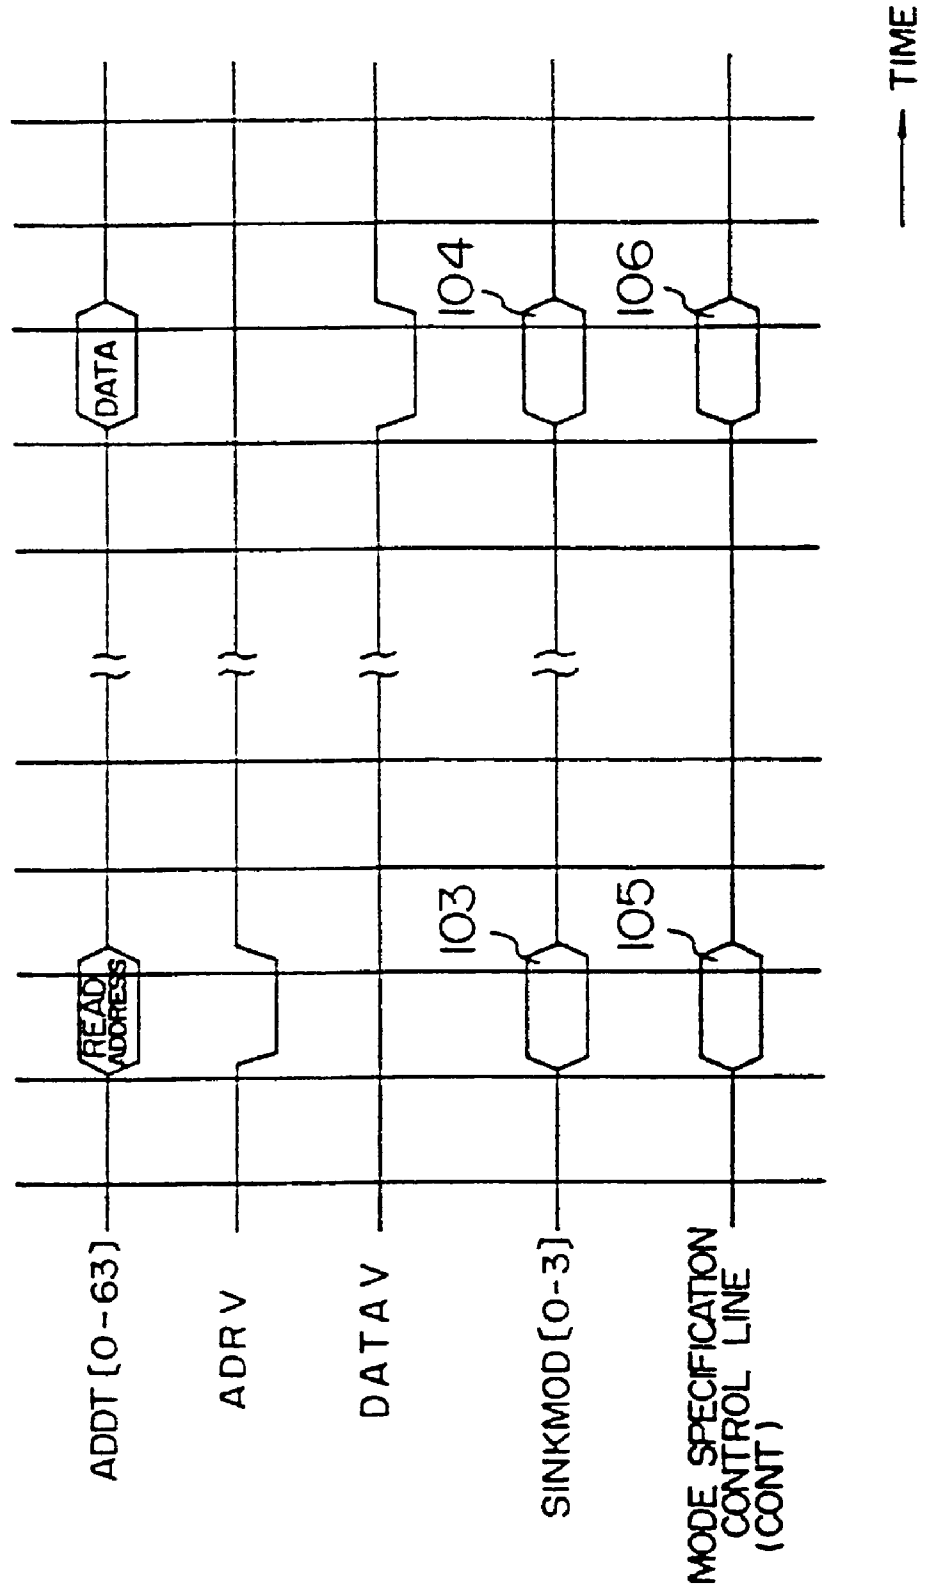 ADDT [0-63]
READ
ADDRESS
DATA
ADRV
DATAV
SINKMOD [0-3]
103
104
MODE SPECIFICATION
CONTROL LINE
(CONT)
105
106
TIME